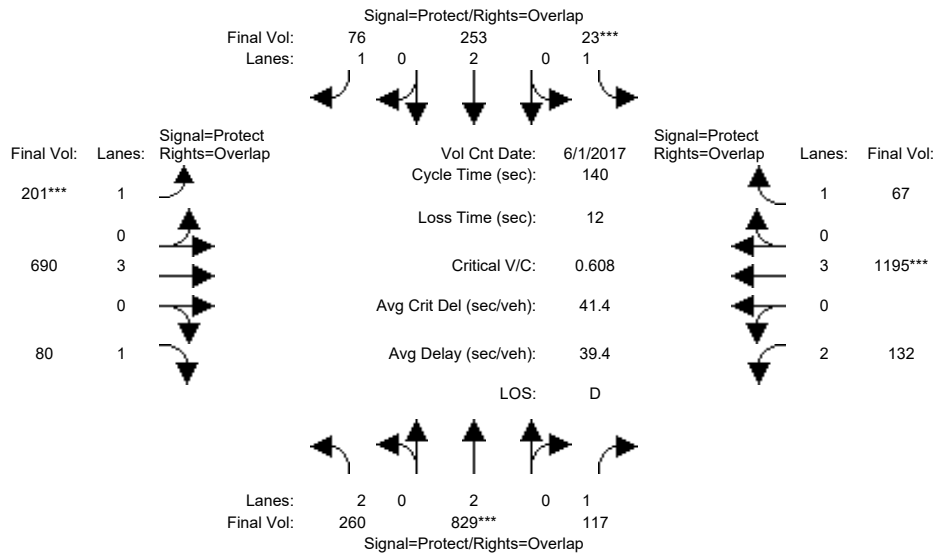 Signal=Protect/Rights=Overlap
Final Vol: 76 253 23***
Lanes: 1 0 2 0 1
Signal=Protect
Final Vol: Lanes: Rights=Overlap
Vol Cnt Date: 6/1/2017
Signal=Protect
Rights=Overlap Lanes: Final Vol:
Cycle Time (sec): 140
201*** 1
1 67
Loss Time (sec): 12
0
0
690 3
Critical V/C: 0.608
3 1195***
0
Avg Crit Del (sec/veh): 41.4
0
80 1
Avg Delay (sec/veh): 39.4
2 132
LOS: D
Lanes: 2 0 2 0 1
Final Vol: 260 829*** 117
Signal=Protect/Rights=Overlap